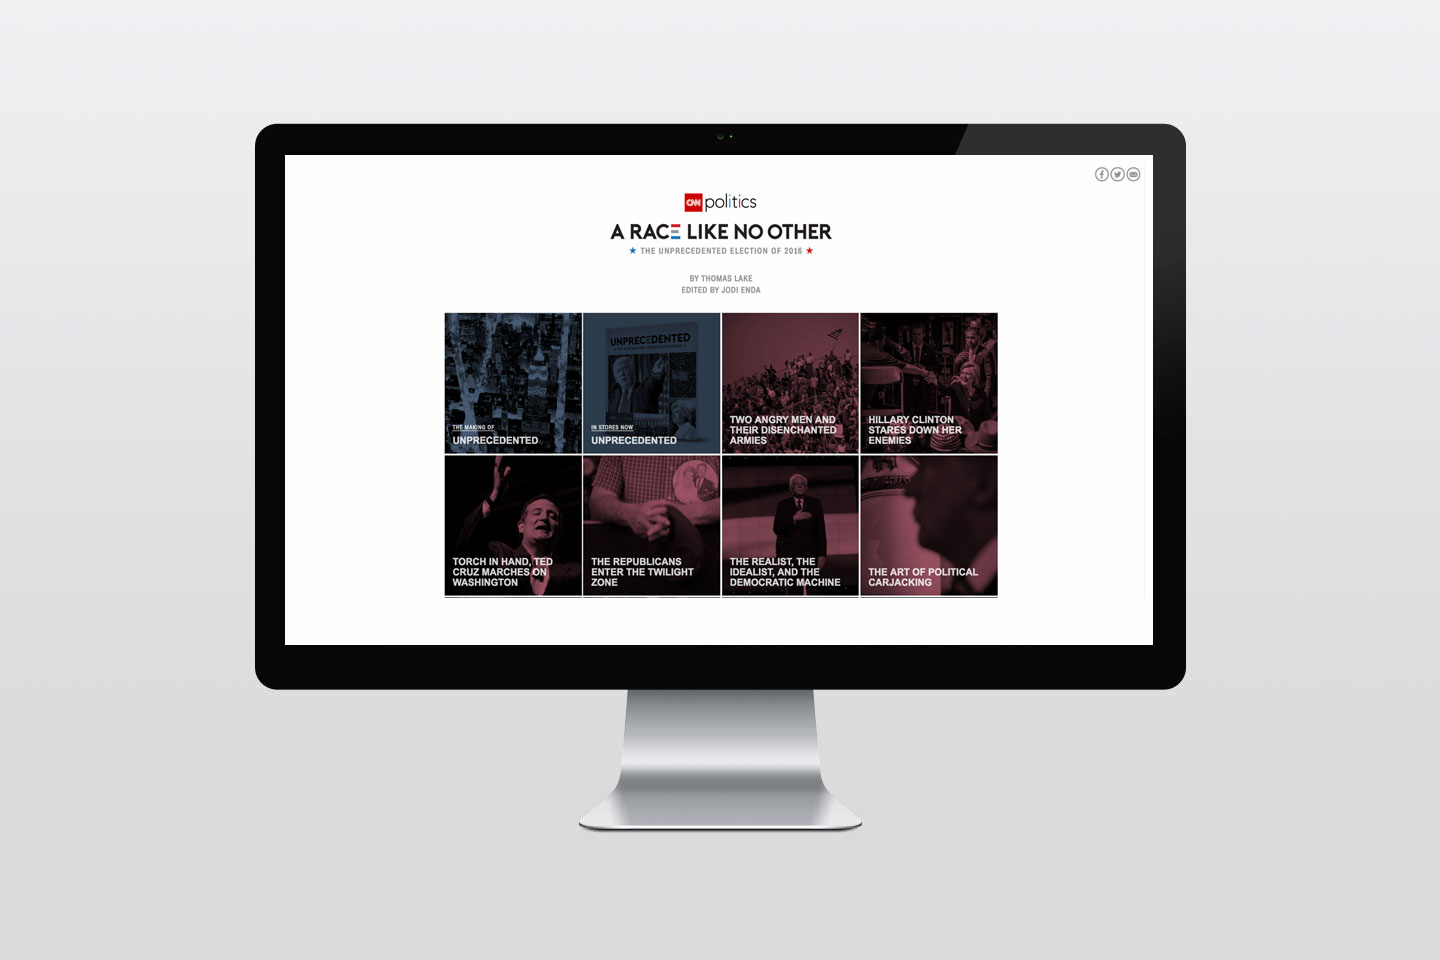 CNN politics
A RACE LIKE NO OTHER
★ THE UNPRECEDENTED ELECTION OF 2016 ★
BY THOMAS LAKE
EDITED BY JODI ENDA
THE MAKING OF
UNPRECEDENTED
UNPRECEDENTED
IN STORES NOW
UNPRECEDENTED
TWO ANGRY MEN AND
THEIR DISENCHANTED
ARMIES
HILLARY CLINTON
STARES DOWN HER
ENEMIES
TORCH IN HAND, TED
CRUZ MARCHES ON
WASHINGTON
THE REPUBLICANS
ENTER THE TWILIGHT
ZONE
THE REALIST, THE
IDEALIST, AND THE
DEMOCRATIC MACHINE
THE ART OF POLITICAL
CARJACKING